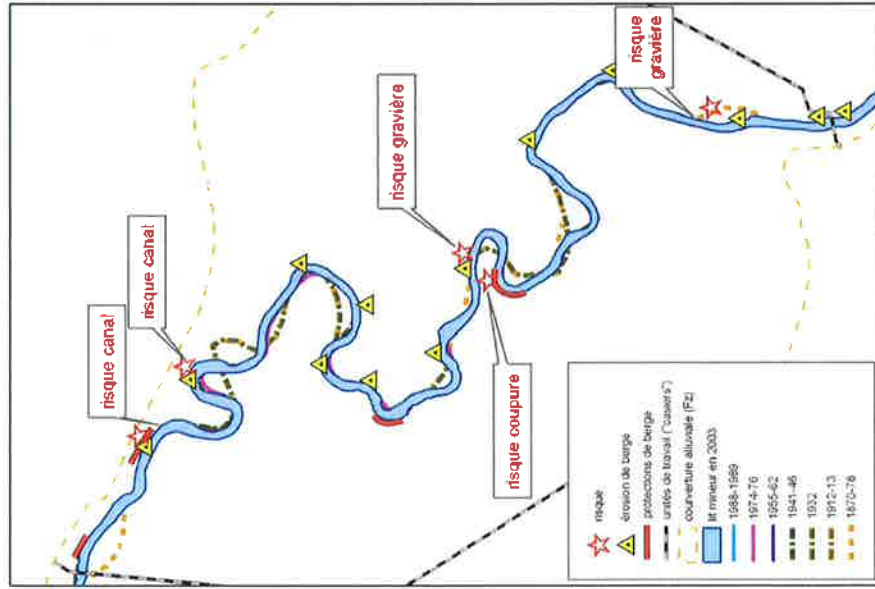 risque canal
risque canal
risque gravière
risque
gravière
risque coupure
risque
érosion de berge
protections de berge
unités de travail ("casiers")
courverture alluviale (Fz)
lit mineur en 2003
1988-1989
1974-76
1955-62
1941-46
1932
1912-13
1870-78